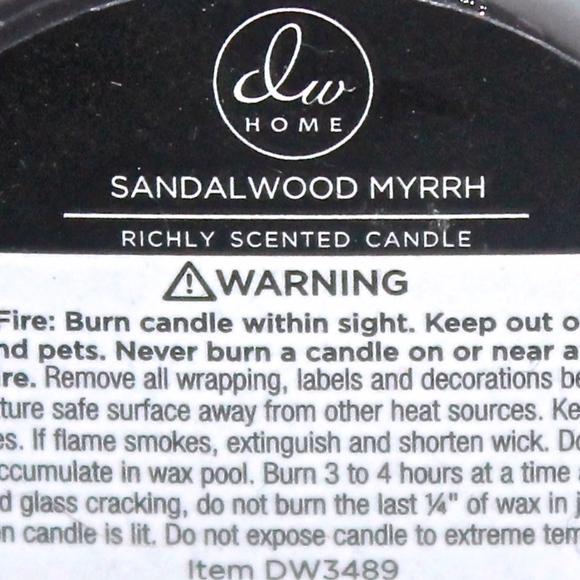 dw
HOME
SANDALWOOD MYRRH
RICHLY SCENTED CANDLE
WARNING
Fire: Burn candle within sight. Keep out o
nd pets. Never burn a candle on or near a
re. Remove all wrapping, labels and decorations be
ture safe surface away from other heat sources. Ke
es. If flame smokes, extinguish and shorten wick. Do
ccumulate in wax pool. Burn 3 to 4 hours at a time
d glass cracking, do not burn the last ¼" of wax in j
n candle is lit. Do not expose candle to extreme tem
Item DW3489